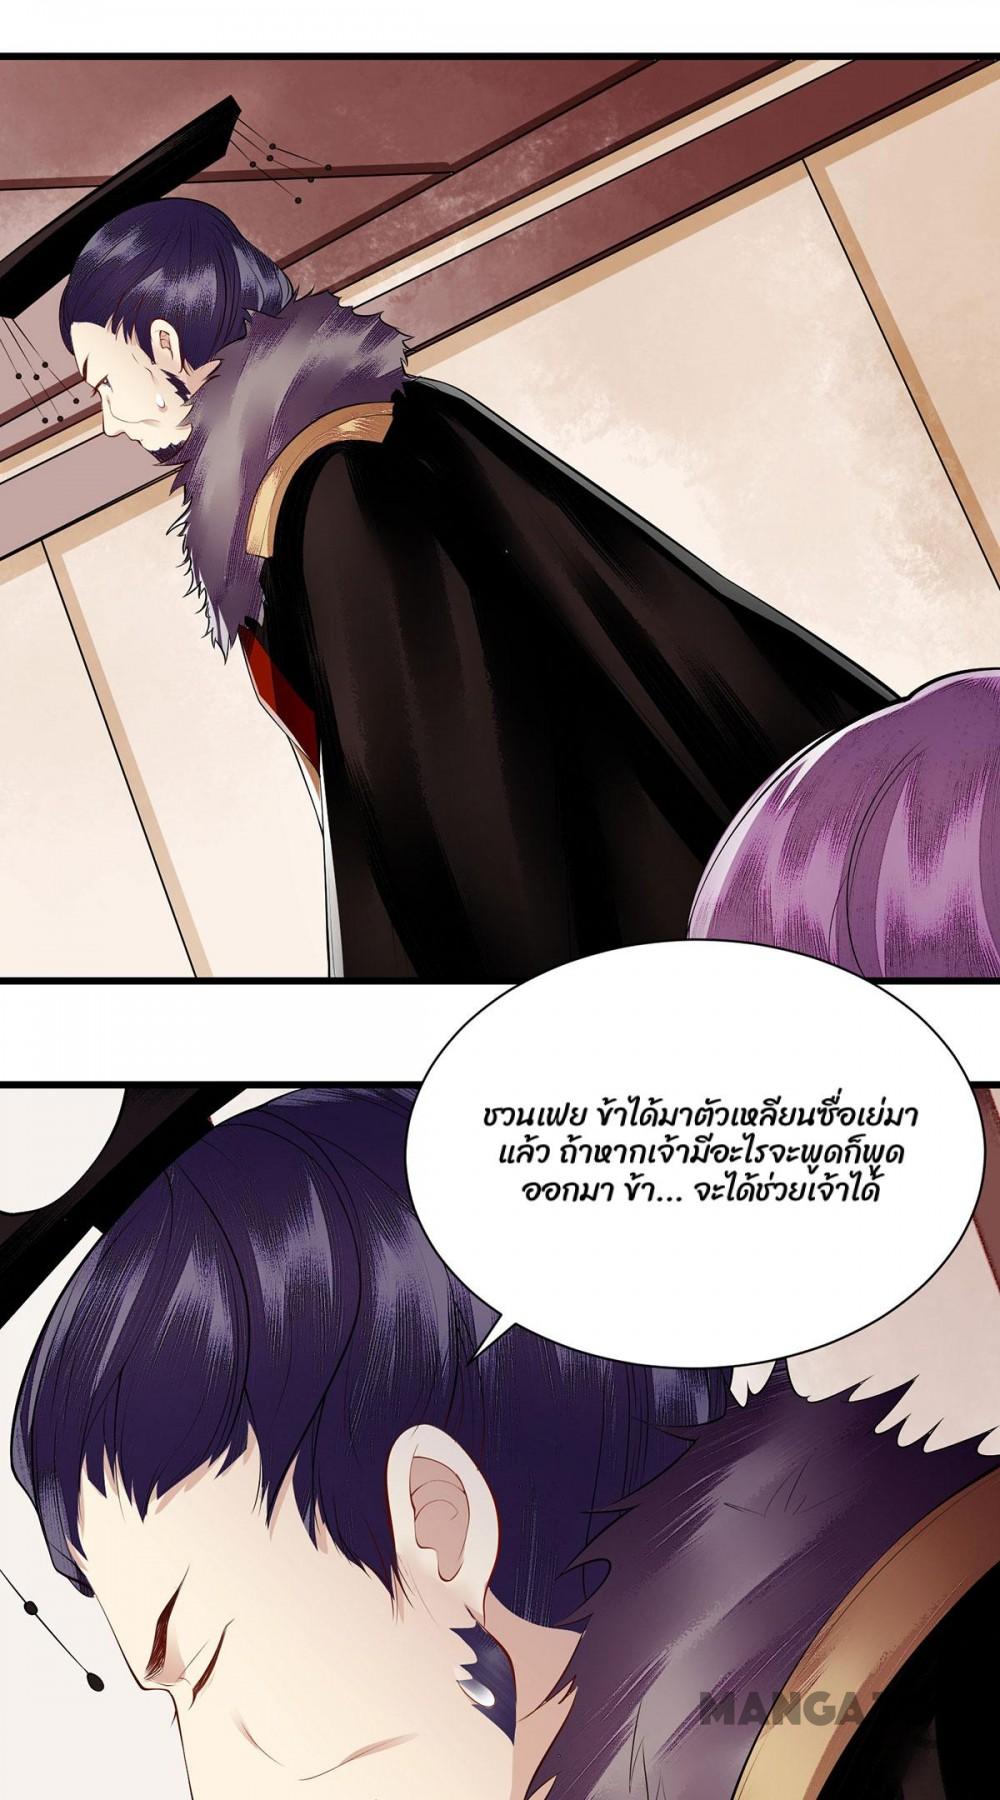 ชวนเฟย ข้าได้มาตัวเหลียนซื่อเย่มา
แล้ว ถ้าหากเจ้ามีอะไรจะพูดก็พูด
ออกมา ข้า... จะได้ช่วยเจ้าได้
MANGA